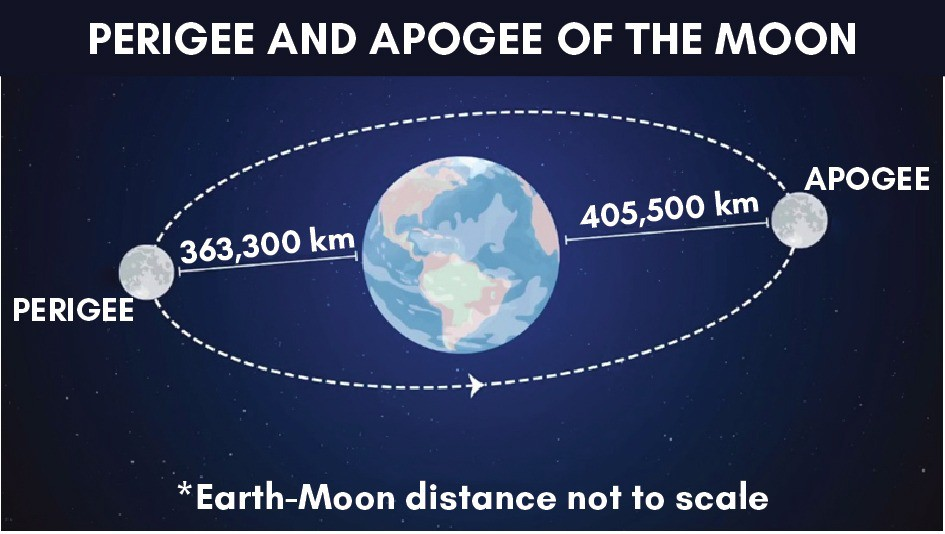 PERIGEE AND APOGEE OF THE MOON
APOGEE
405,500 km
363,300 km
PERIGEE
*Earth-Moon distance not to scale